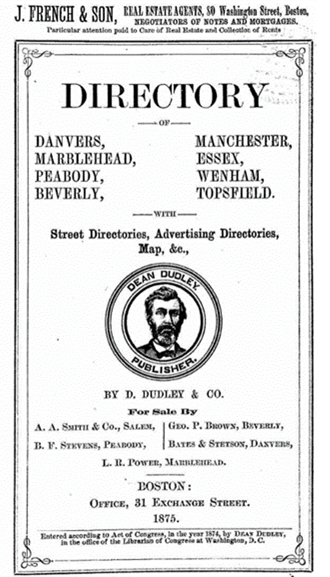 J. FRENCH & SON, REAL ESTATE AGENTS, 80 Washington Street, Boston,
NEGOTIATORS OF NOTES AND MORTGAGES.
Particular attention paid to Care of Real Estate and Collection of Rents
DIRECTORY
—OF—
DANVERS, MANCHESTER,
MARBLEHEAD, ESSEX,
PEABODY, WENHAM,
BEVERLY, TOPSFIELD.
—WITH—
Street Directories, Advertising Directories,
Map, &c.,
DEAN DUDLEY.
PUBLISHER.
BY D. DUDLEY & CO.
For Sale By
A. A. SMITH & CO., SALEM, GEO. P. BROWN, BEVERLY,
B. F. STEVENS, PEABODY, BATES & STETSON, DANVERS,
L. R. POWER, MARBLEHEAD.
BOSTON:
OFFICE, 31 EXCHANGE STREET.
1875.
Entered according to Act of Congress, in the year 1874, by DEAN DUDLEY,
in the office of the Librarian of Congress at Washington, D. C.